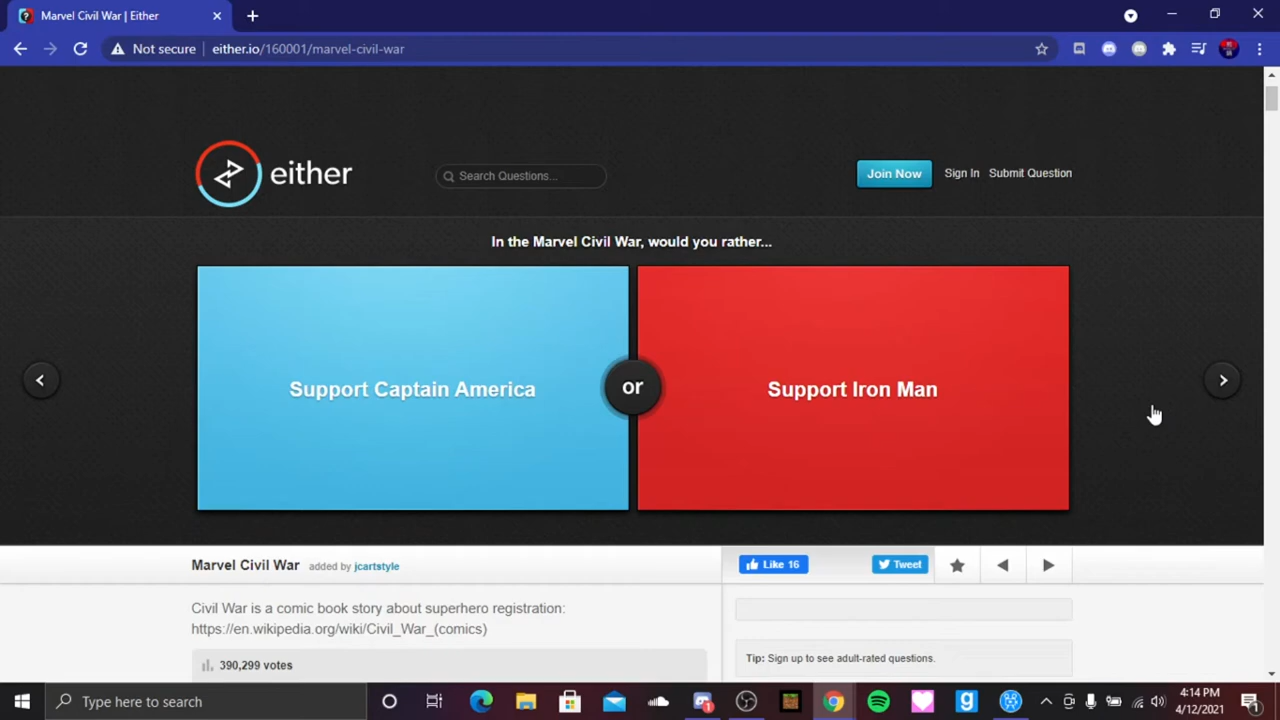 Marvel Civil War | Either
Not secure
either.io/160001/marvel-civil-war
either
Search Questions...
Join Now
Sign In
Submit Question
In the Marvel Civil War, would you rather...
Support Captain America
or
Support Iron Man
Marvel Civil War added by jcartstyle
Like 16
Tweet
Civil War is a comic book story about superhero registration:
https://en.wikipedia.org/wiki/Civil_War_(comics)
390,299 votes
Tip: Sign up to see adult-rated questions.
Type here to search
4:14 PM
4/12/2021